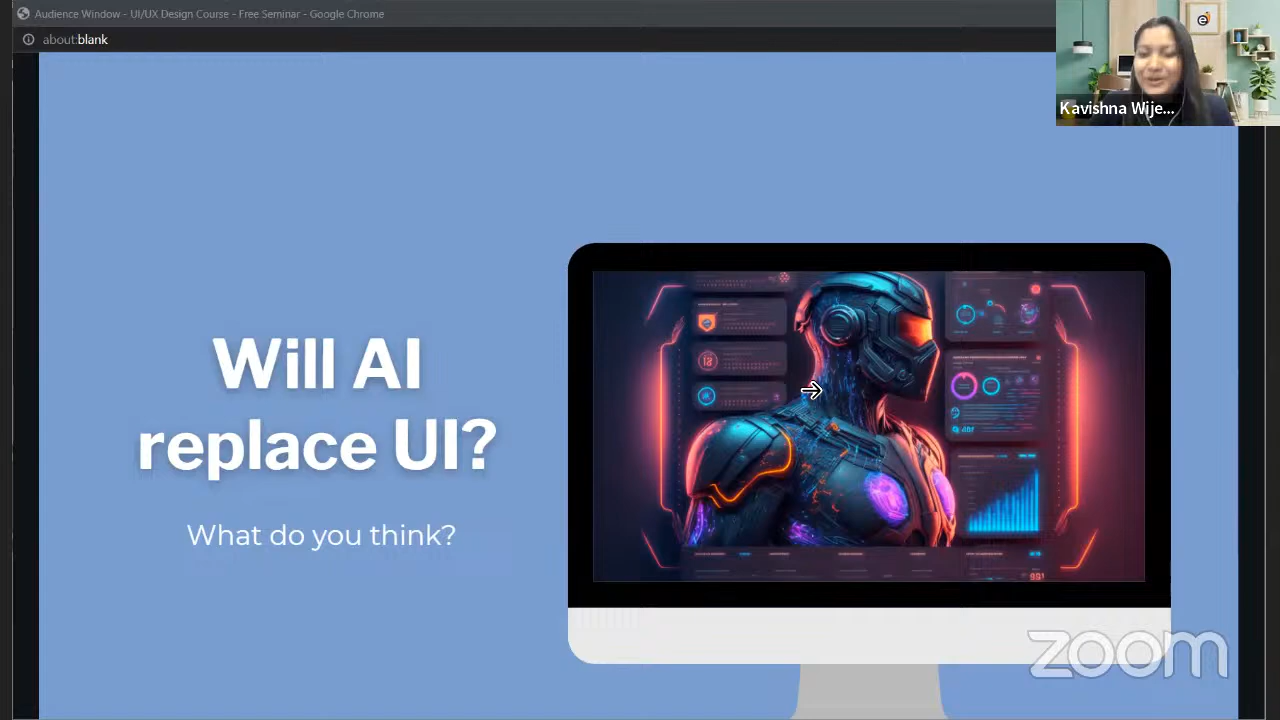 Audience Window - UI/UX Design Course - Free Seminar - Google Chrome
about:blank
Kavishna Wije...
Will AI
replace UI?
What do you think?
zoom